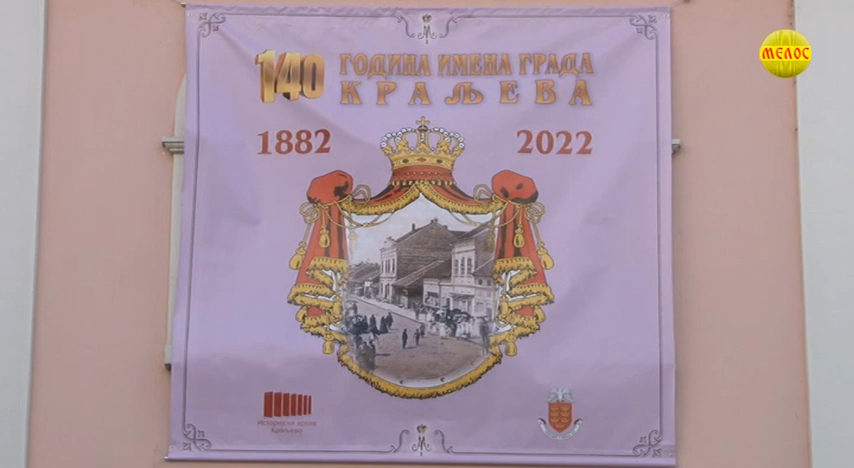 МЕЛОС
140 ГОДИНА ИМЕНА ГРАДА
КРАЉЕВА
1882 2022
Историјски архив
Краљево